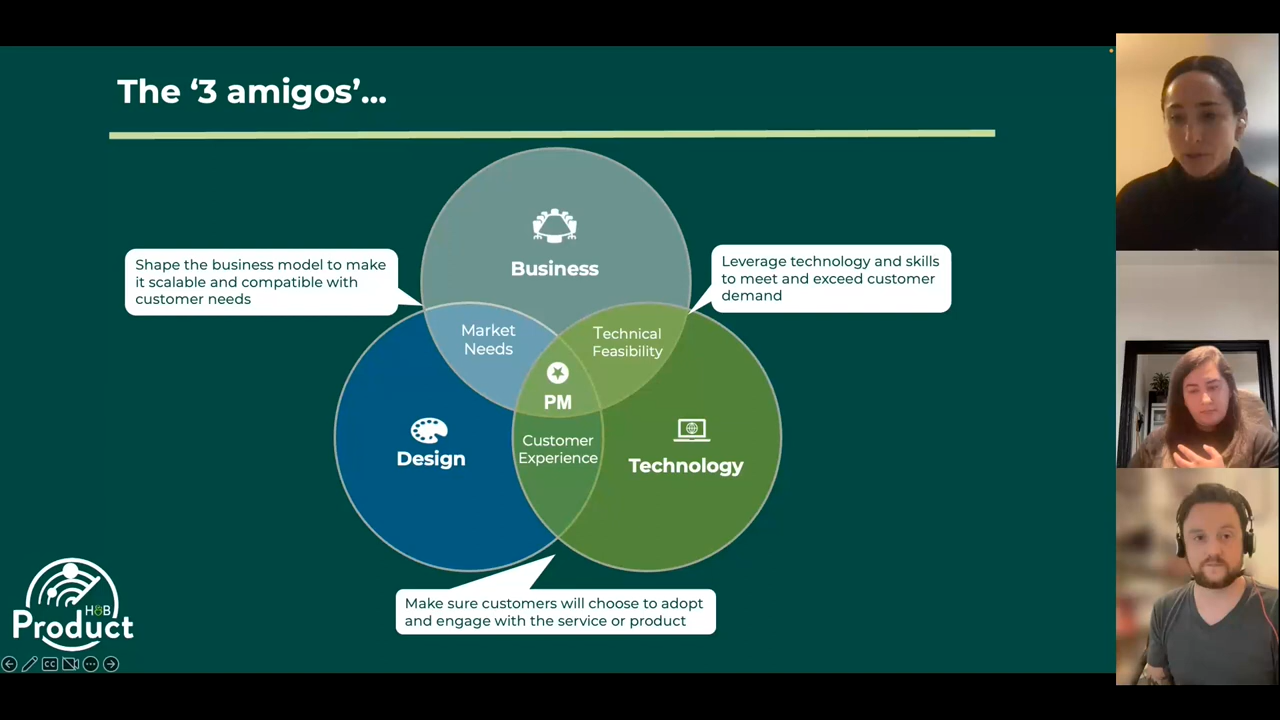 The ‘3 amigos’...
Business
Shape the business model to make
it scalable and compatible with
customer needs
Leverage technology and skills
to meet and exceed customer
demand
Market
Needs
Technical
Feasibility
PM
Design
Customer
Experience
Technology
Make sure customers will choose to adopt
and engage with the service or product
H&B
Product
CC